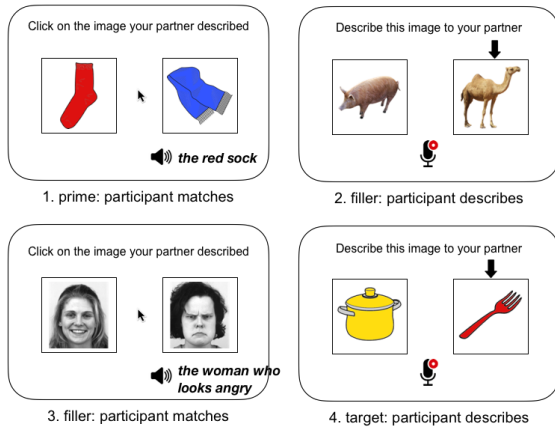 Click on the image your partner described
the red sock
1. prime: participant matches
Describe this image to your partner
2. filler: participant describes
Click on the image your partner described
the woman who
looks angry
3. filler: participant matches
Describe this image to your partner
4. target: participant describes